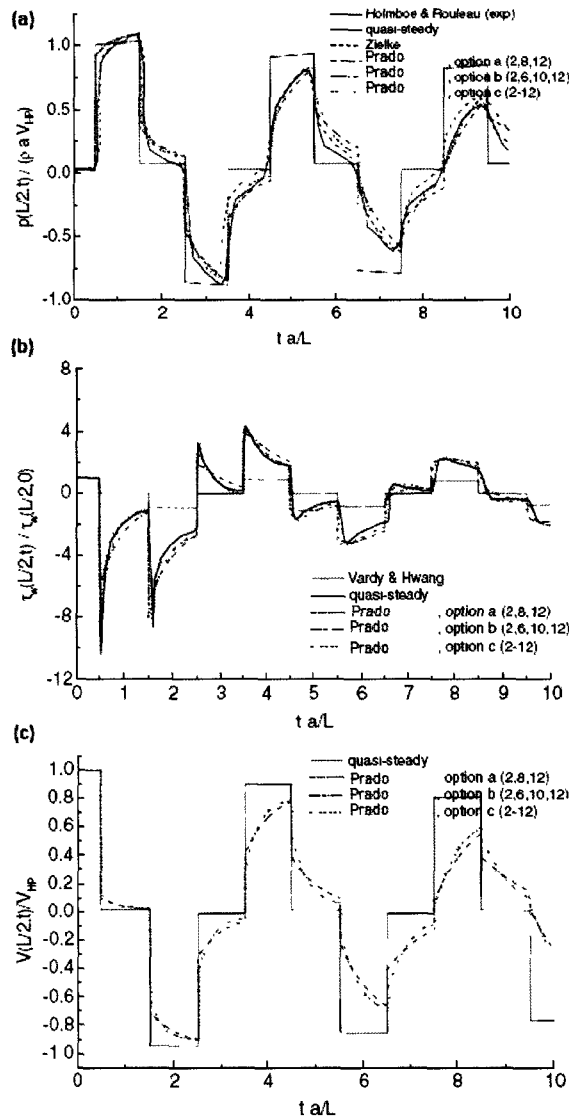 (a)
Holmboe & Rouleau (exp)
quasi-steady
Zielke
Prado , option a (2,8,12)
Prado , option b (2,6,10,12)
Prado , option c (2-12)
p(L/2,t) / (ρ a V_HP)
1.0
0.5
0.0
-0.5
-1.0
0 2 4 6 8 10
t a/L
(b)
τ_w(L/2,t) / τ_w(L/2,0)
8
4
0
-4
-8
-12
Vardy & Hwang
quasi-steady
Prado , option a (2,8,12)
Prado , option b (2,6,10,12)
Prado , option c (2-12)
0 1 2 3 4 5 6 7 8 9 10
t a/L
(c)
quasi-steady
Prado option a (2,8,12)
Prado , option b (2,6,10,12)
Prado , option c (2-12)
V(L/2,t)/V_HP
1.0
0.8
0.6
0.4
0.2
0.0
-0.2
-0.4
-0.6
-0.8
-1 0
0 2 4 6 8 10
t a/L